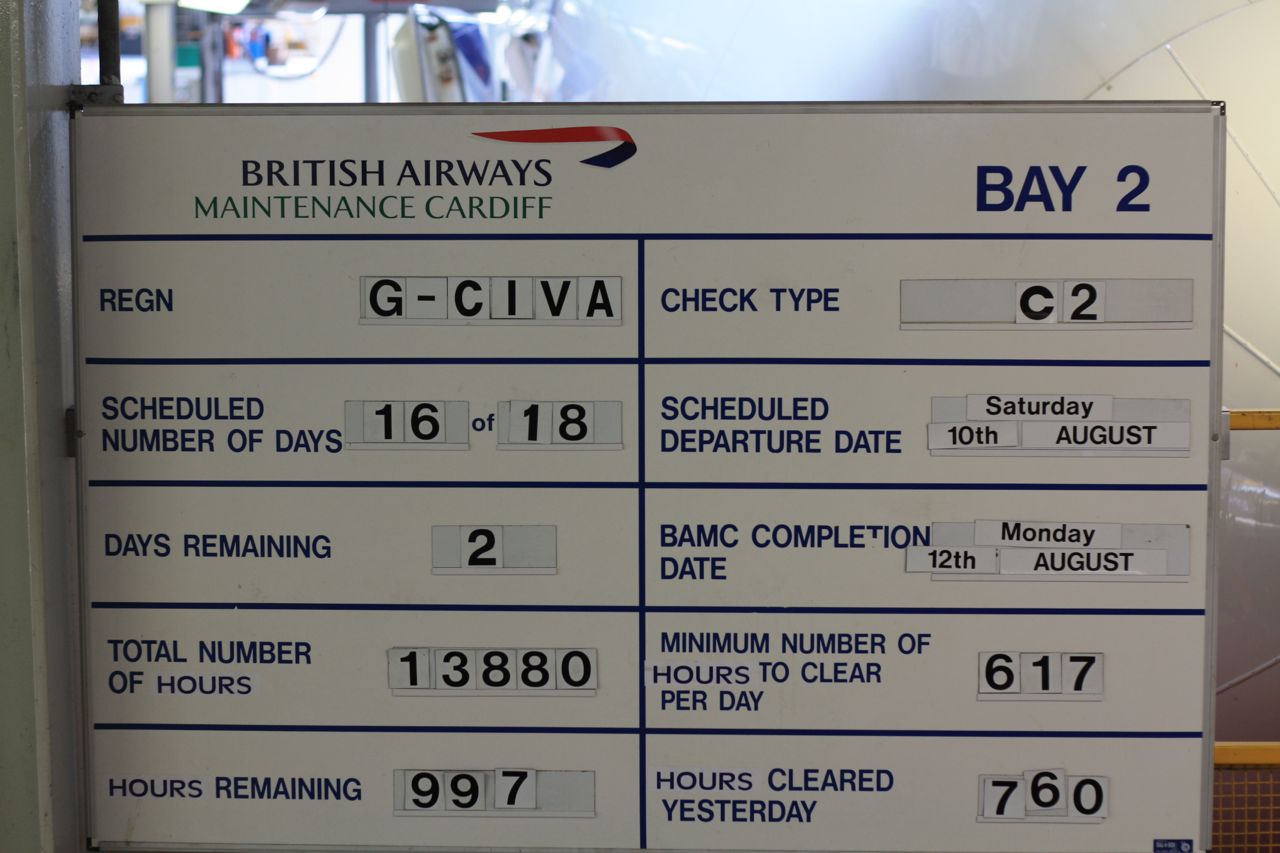 BRITISH AIRWAYS
MAINTENANCE CARDIFF
BAY 2
REGN G-CIVA
CHECK TYPE C2
SCHEDULED
NUMBER OF DAYS 16 of 18
SCHEDULED
DEPARTURE DATE
Saturday
10th AUGUST
DAYS REMAINING 2
BAMC COMPLETION
DATE
Monday
12th AUGUST
TOTAL NUMBER
OF HOURS
13880
MINIMUM NUMBER OF
HOURS TO CLEAR
PER DAY
617
HOURS REMAINING 997
HOURS CLEARED
YESTERDAY
760